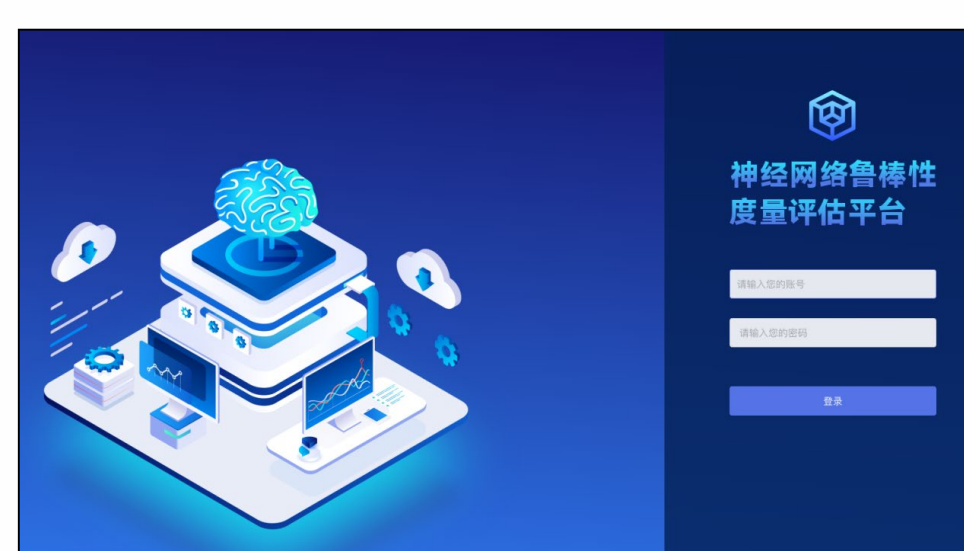 神经网络鲁棒性
度量评估平台
请输入您的账号
请输入您的密码
登录